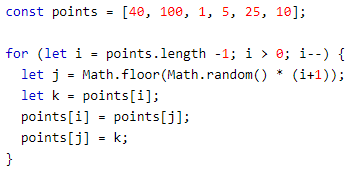 const points = [40, 100, 1, 5, 25, 10];

for (let i = points.length -1; i > 0; i--) {
  let j = Math.floor(Math.random() * (i+1));
  let k = points[i];
  points[i] = points[j];
  points[j] = k;
}